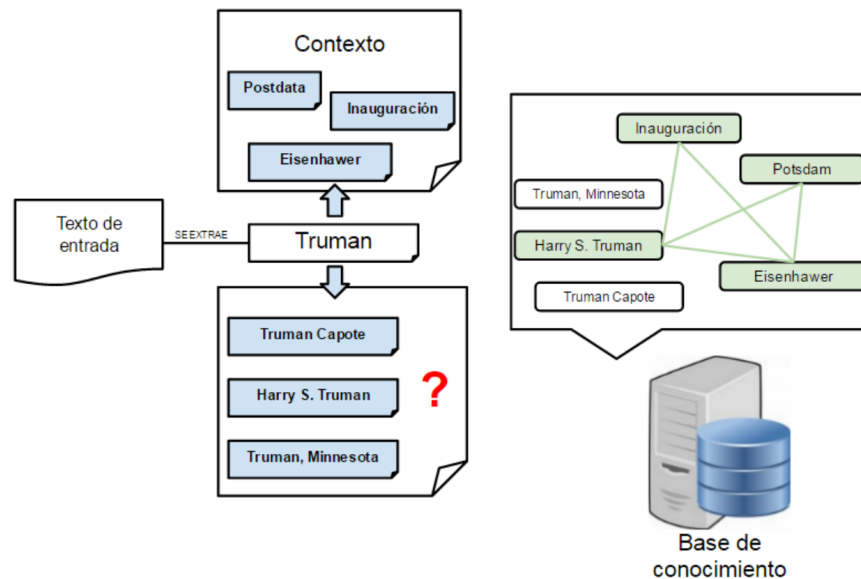 Contexto
Postdata
Inauguración
Eisenhawer
Texto de
entrada
SE EXTRAE
Truman
Truman Capote
Harry S. Truman
Truman, Minnesota
?
Inauguración
Potsdam
Truman, Minnesota
Harry S. Truman
Eisenhawer
Truman Capote
Base de
conocimiento